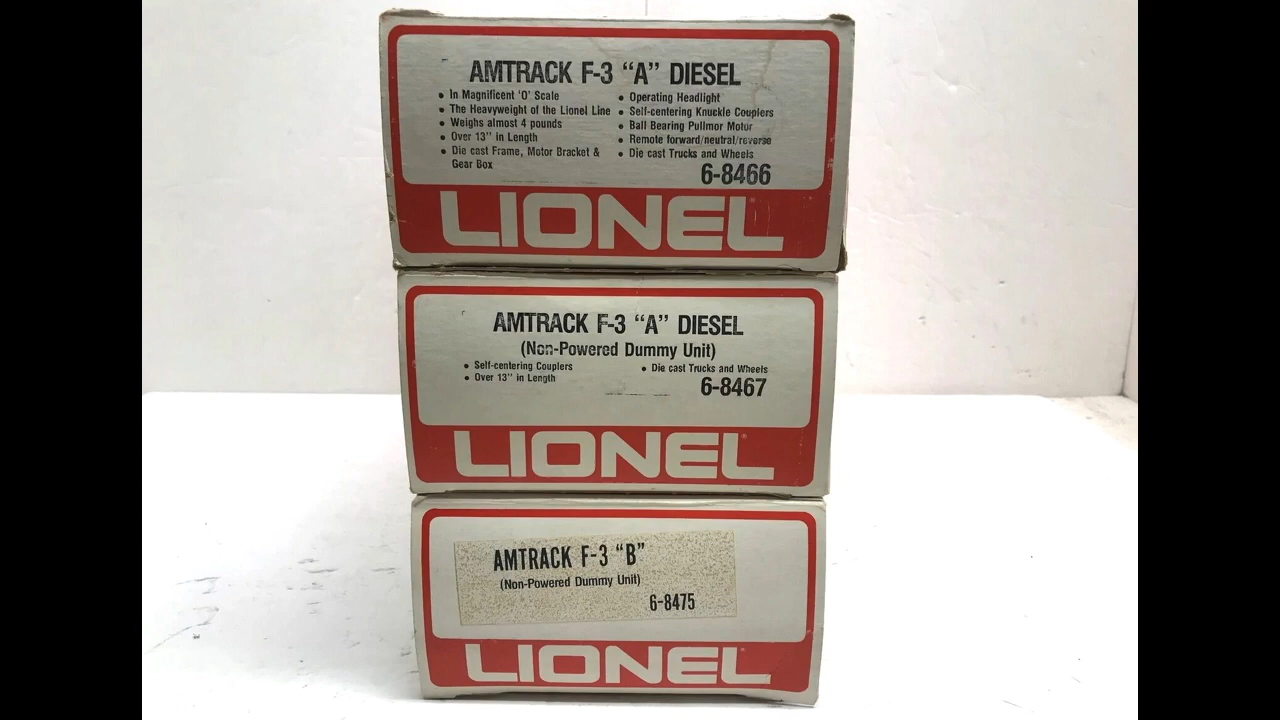 AMTRACK F-3 “A” DIESEL
• In Magnificent 'O' Scale
• The Heavyweight of the Lionel Line
• Weighs almost 4 pounds
• Over 13" in Length
• Die cast Frame, Motor Bracket &
Gear Box
• Operating Headlight
• Self-centering Knuckle Couplers
• Ball Bearing Pullmor Motor
• Remote forward/neutral/reverse
• Die cast Trucks and Wheels
6-8466
LIONEL
AMTRACK F-3 “A” DIESEL
(Non-Powered Dummy Unit)
• Self-centering Couplers
• Over 13" in Length
• Die cast Trucks and Wheels
6-8467
LIONEL®
AMTRACK F-3 “B”
(Non-Powered Dummy Unit)
6-8475
LIONEL